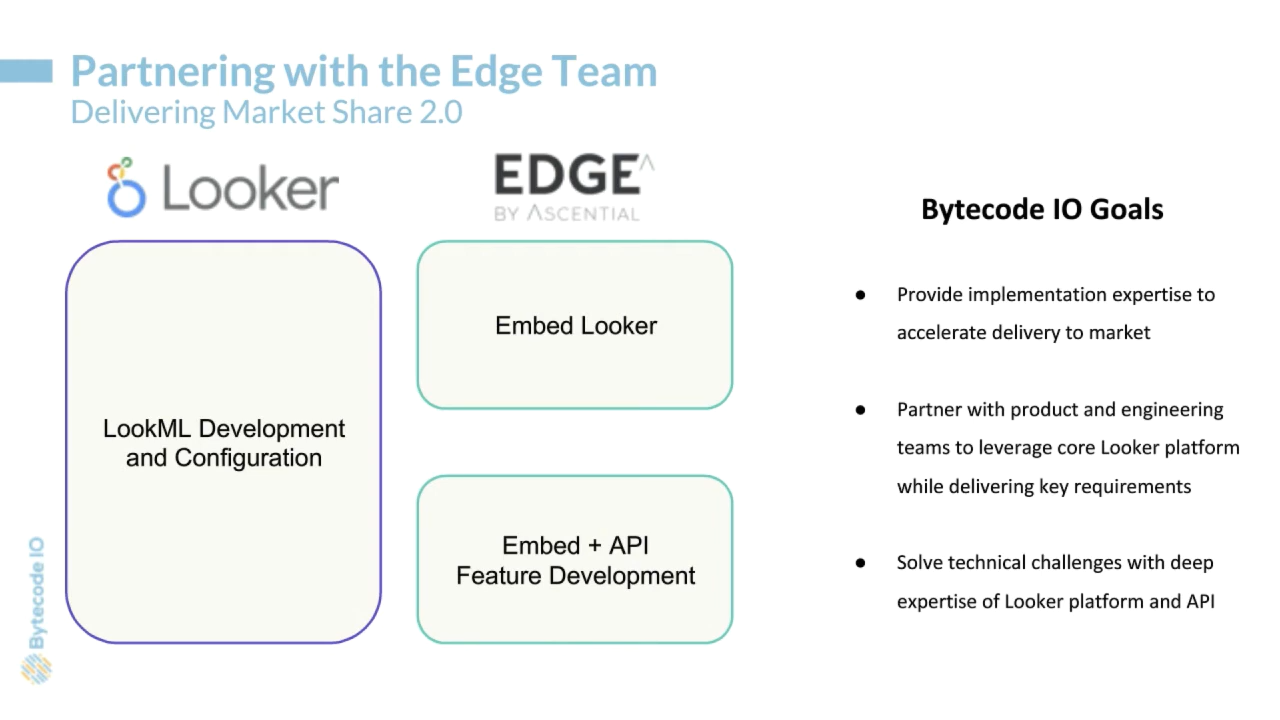 Partnering with the Edge Team
Delivering Market Share 2.0
Looker
EDGE^
BY ASCENTIAL
LookML Development
and Configuration
Embed Looker
Embed + API
Feature Development
Bytecode IO Goals
● Provide implementation expertise to
accelerate delivery to market
● Partner with product and engineering
teams to leverage core Looker platform
while delivering key requirements
● Solve technical challenges with deep
expertise of Looker platform and API
Bytecode IO